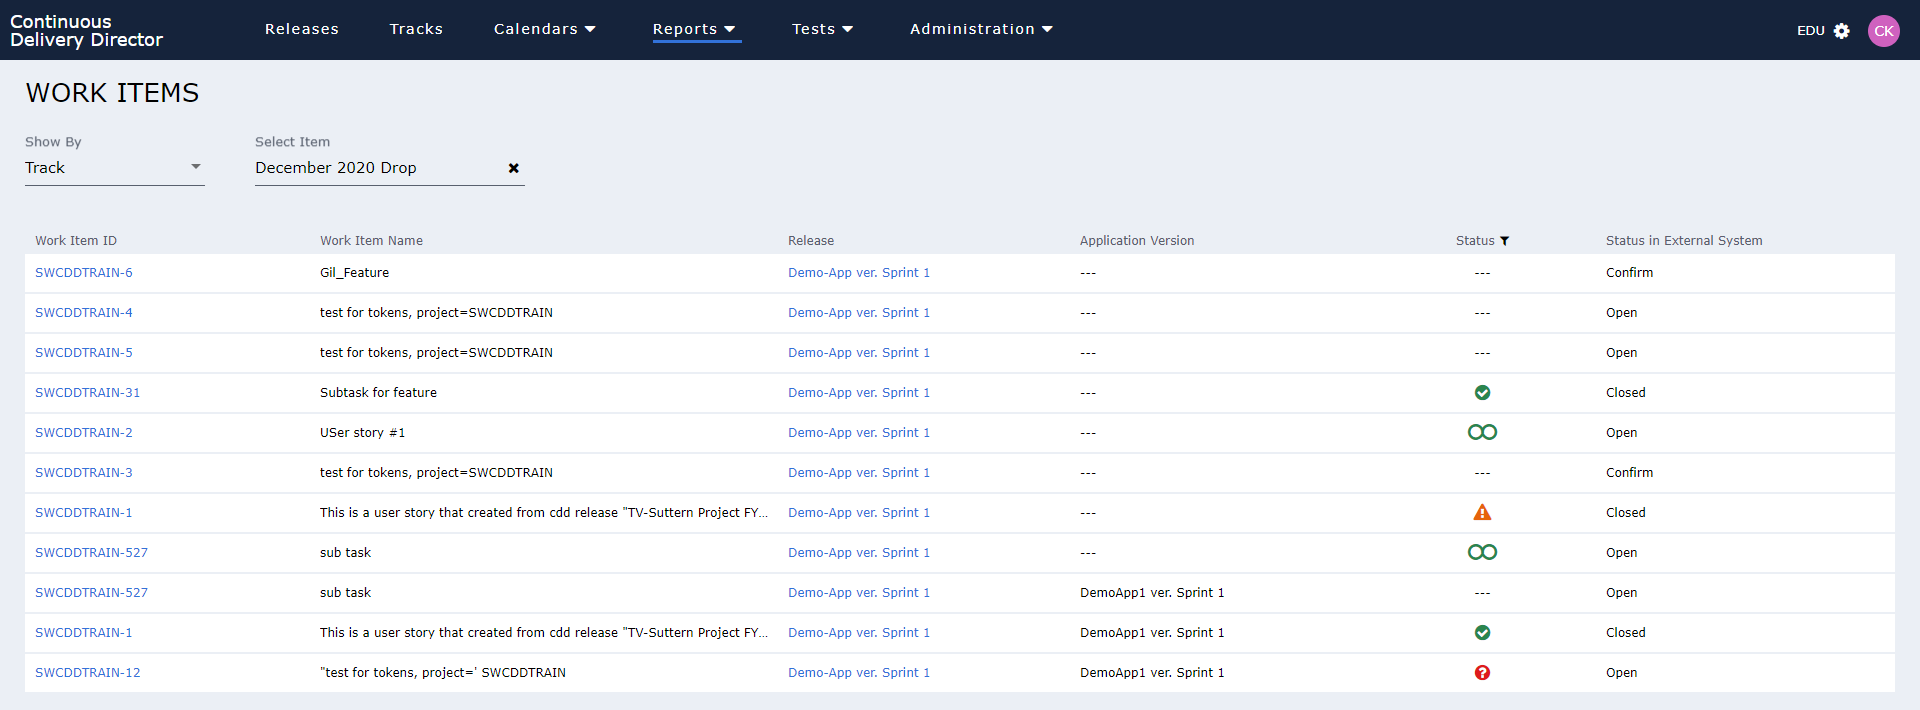 Continuous
Delivery Director
Releases Tracks Calendars Reports Tests Administration EDU CK
WORK ITEMS
Show By Select Item
Track December 2020 Drop
Work Item ID Work Item Name Release Application Version Status Status in External System
SWCDDTRAIN-6 Gil_Feature Demo-App ver. Sprint 1 --- --- Confirm
SWCDDTRAIN-4 test for tokens, project=SWCDDTRAIN Demo-App ver. Sprint 1 --- --- Open
SWCDDTRAIN-5 test for tokens, project=SWCDDTRAIN Demo-App ver. Sprint 1 --- --- Open
SWCDDTRAIN-31 Subtask for feature Demo-App ver. Sprint 1 --- Closed
SWCDDTRAIN-2 USer story #1 Demo-App ver. Sprint 1 --- Open
SWCDDTRAIN-3 test for tokens, project=SWCDDTRAIN Demo-App ver. Sprint 1 --- --- Confirm
SWCDDTRAIN-1 This is a user story that created from cdd release "TV-Suttern Project FY... Demo-App ver. Sprint 1 --- Closed
SWCDDTRAIN-527 sub task Demo-App ver. Sprint 1 --- Open
SWCDDTRAIN-527 sub task Demo-App ver. Sprint 1 DemoApp1 ver. Sprint 1 --- Open
SWCDDTRAIN-1 This is a user story that created from cdd release "TV-Suttern Project FY... Demo-App ver. Sprint 1 DemoApp1 ver. Sprint 1 Closed
SWCDDTRAIN-12 "test for tokens, project=' SWCDDTRAIN Demo-App ver. Sprint 1 DemoApp1 ver. Sprint 1 Open